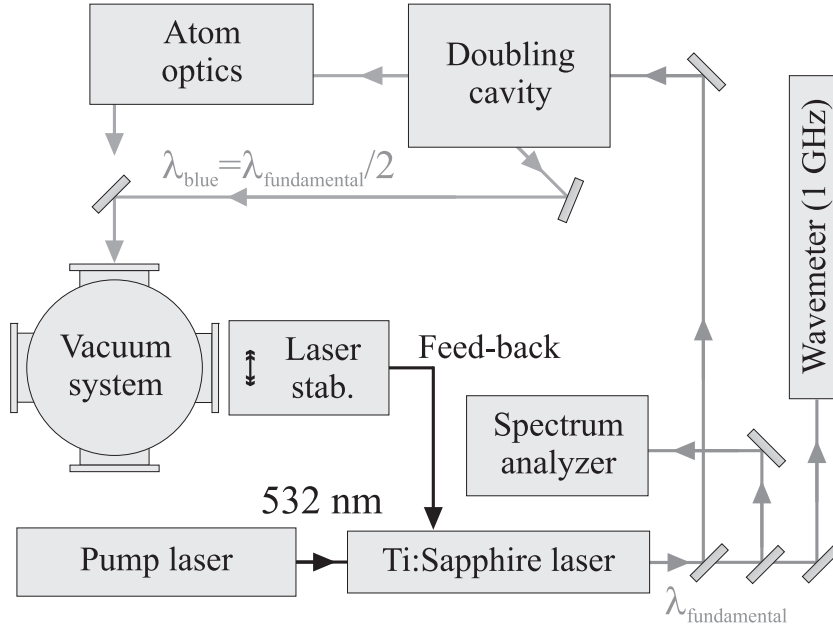 Atom
optics
Doubling
cavity
λblue=λfundamental/2
Wavemeter (1 GHz)
Vacuum
system
Laser
stab.
Feed-back
Spectrum
analyzer
532 nm
Pump laser
Ti:Sapphire laser
λfundamental